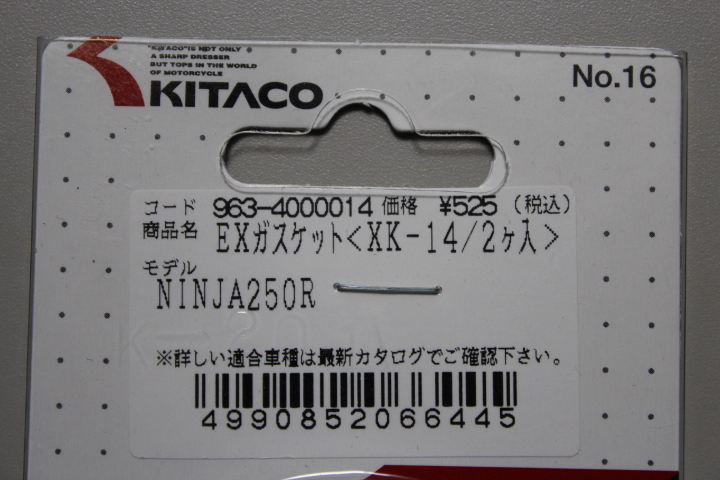 "KITACO"IS NOT ONLY
A SHARP DRESSER
BUT TOPS IN THE WORLD
OF MOTORCYCLE
KITACO
No.16
コード 963-4000014 価格 ¥525 (税込)
商品名 EXガスケット<XK-14/2ケ入>
モデル
NINJA250R
※詳しい適合車種は最新カタログでご確認下さい。
4990852066445